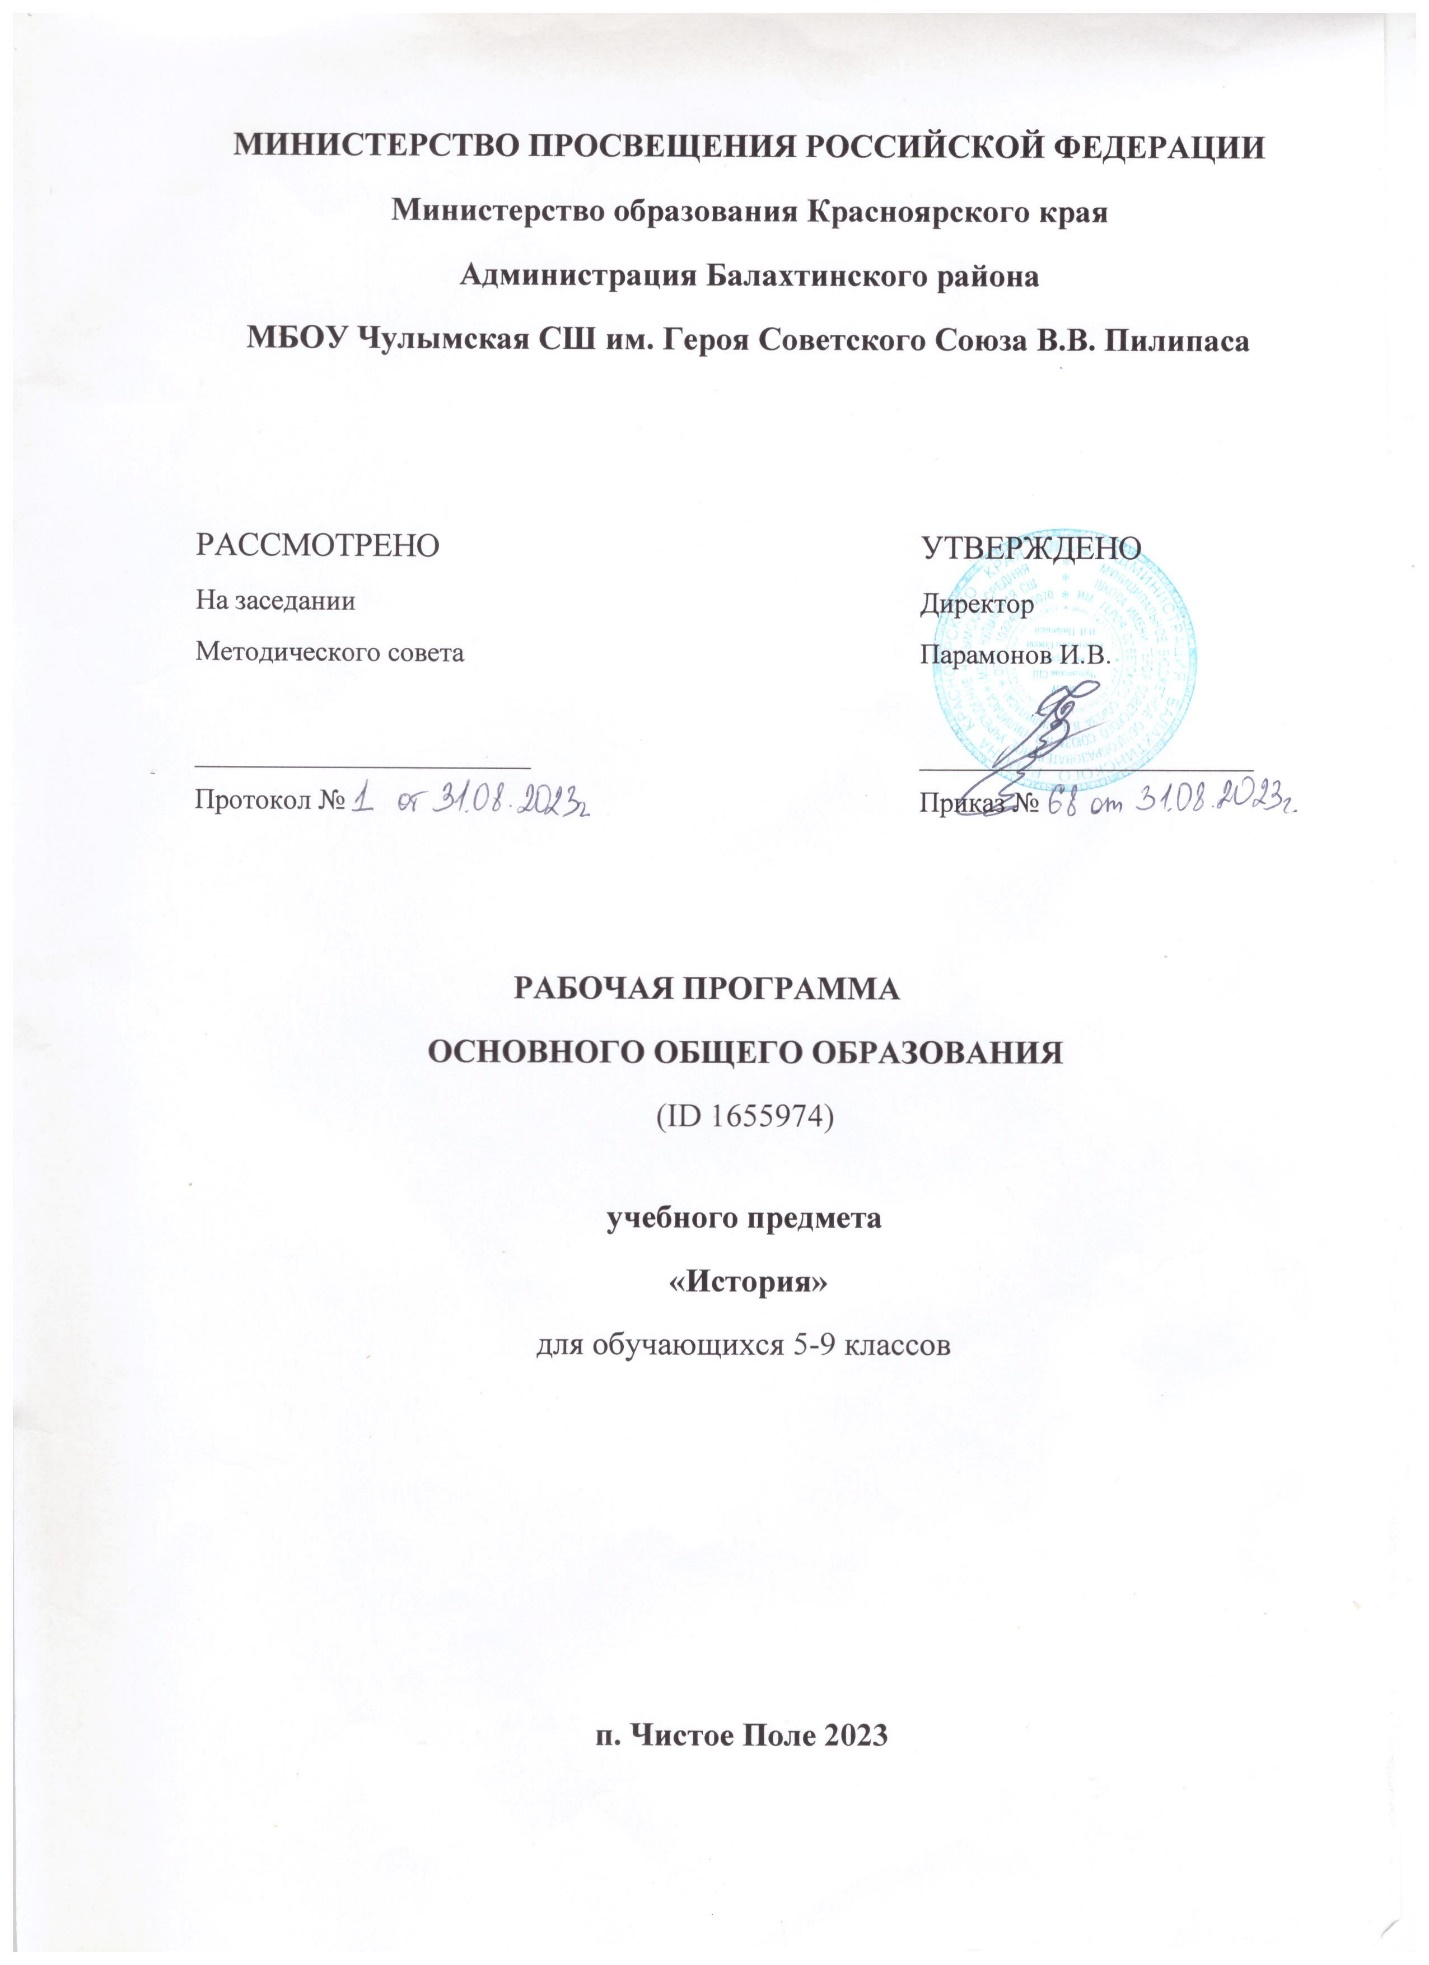 МИНИСТЕРСТВО ПРОСВЕЩЕНИЯ РОССИЙСКОЙ ФЕДЕРАЦИИ
Министерство образования Красноярского края
Администрация Балахтинского района
МБОУ Чулымская СШ им. Героя Советского Союза В.В. Пилипаса
РАССМОТРЕНО
На заседании
Методического совета
Протокол № 1 от 31.08.2023г
УТВЕРЖДЕНО
Директор
Парамонов И.В.
Приказ № 68 от 31.08.2023г.
РАБОЧАЯ ПРОГРАММА
ОСНОВНОГО ОБЩЕГО ОБРАЗОВАНИЯ
(ID 1655974)
учебного предмета
«История»
для обучающихся 5-9 классов
п. Чистое Поле 2023